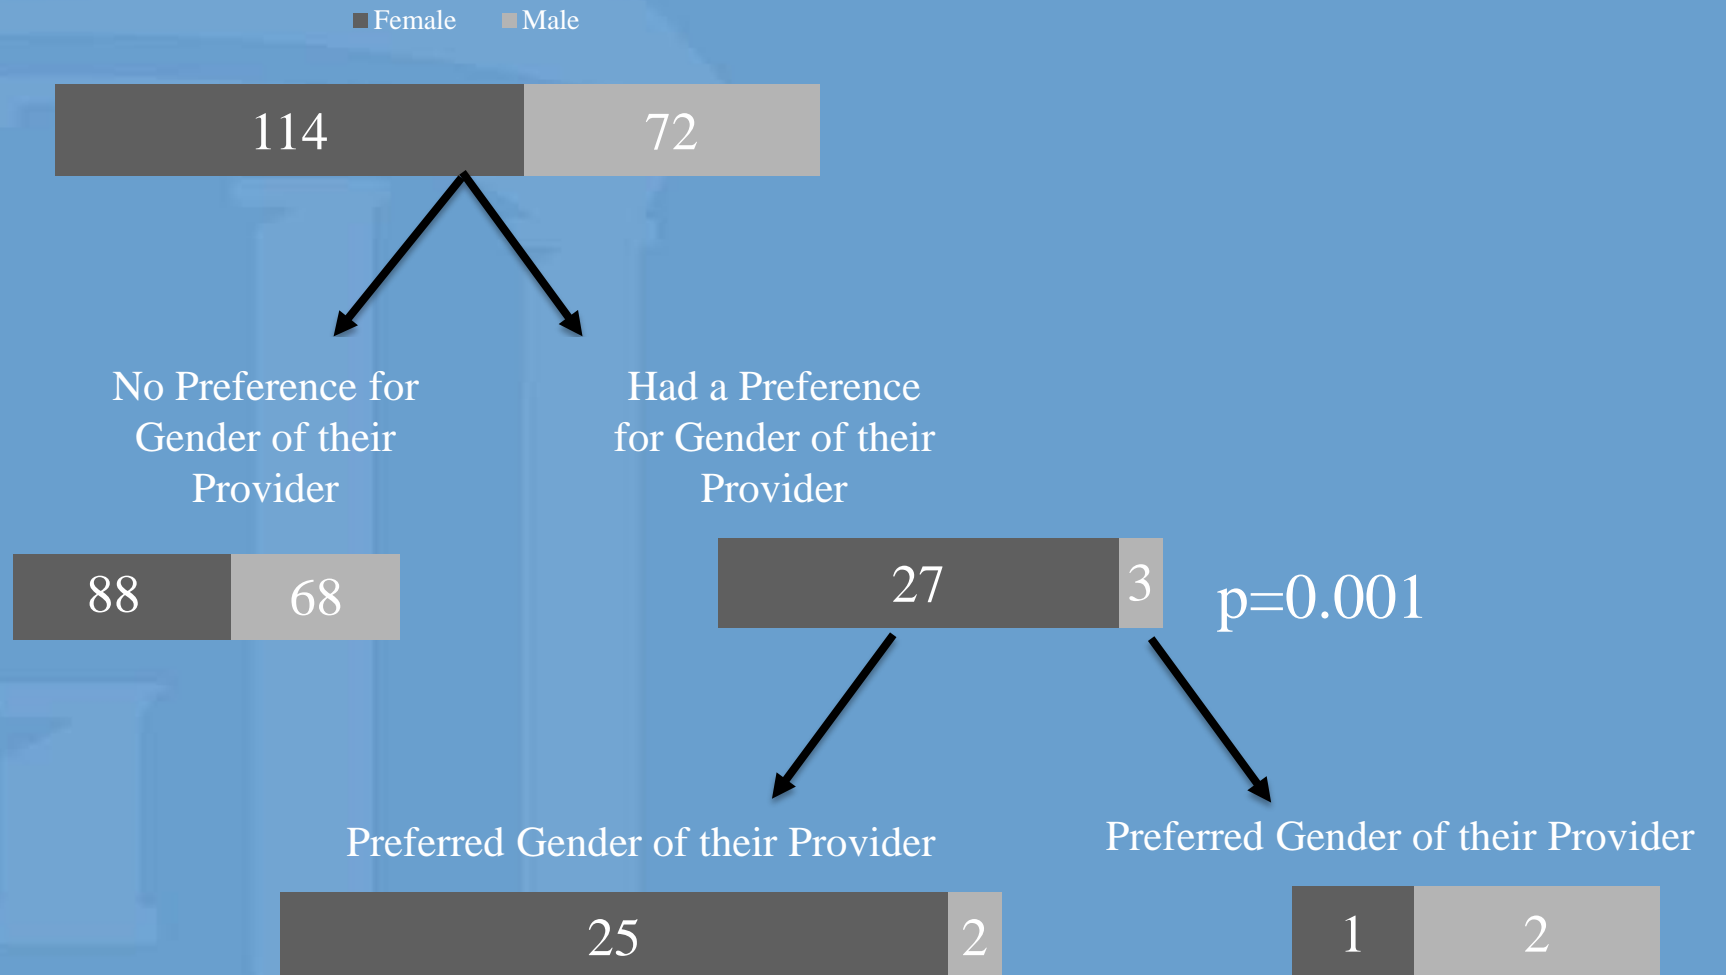 Female Male
114 72
No Preference for
Gender of their
Provider
Had a Preference
for Gender of their
Provider
88 68
27 3
p=0.001
Preferred Gender of their Provider
25 2
Preferred Gender of their Provider
1 2